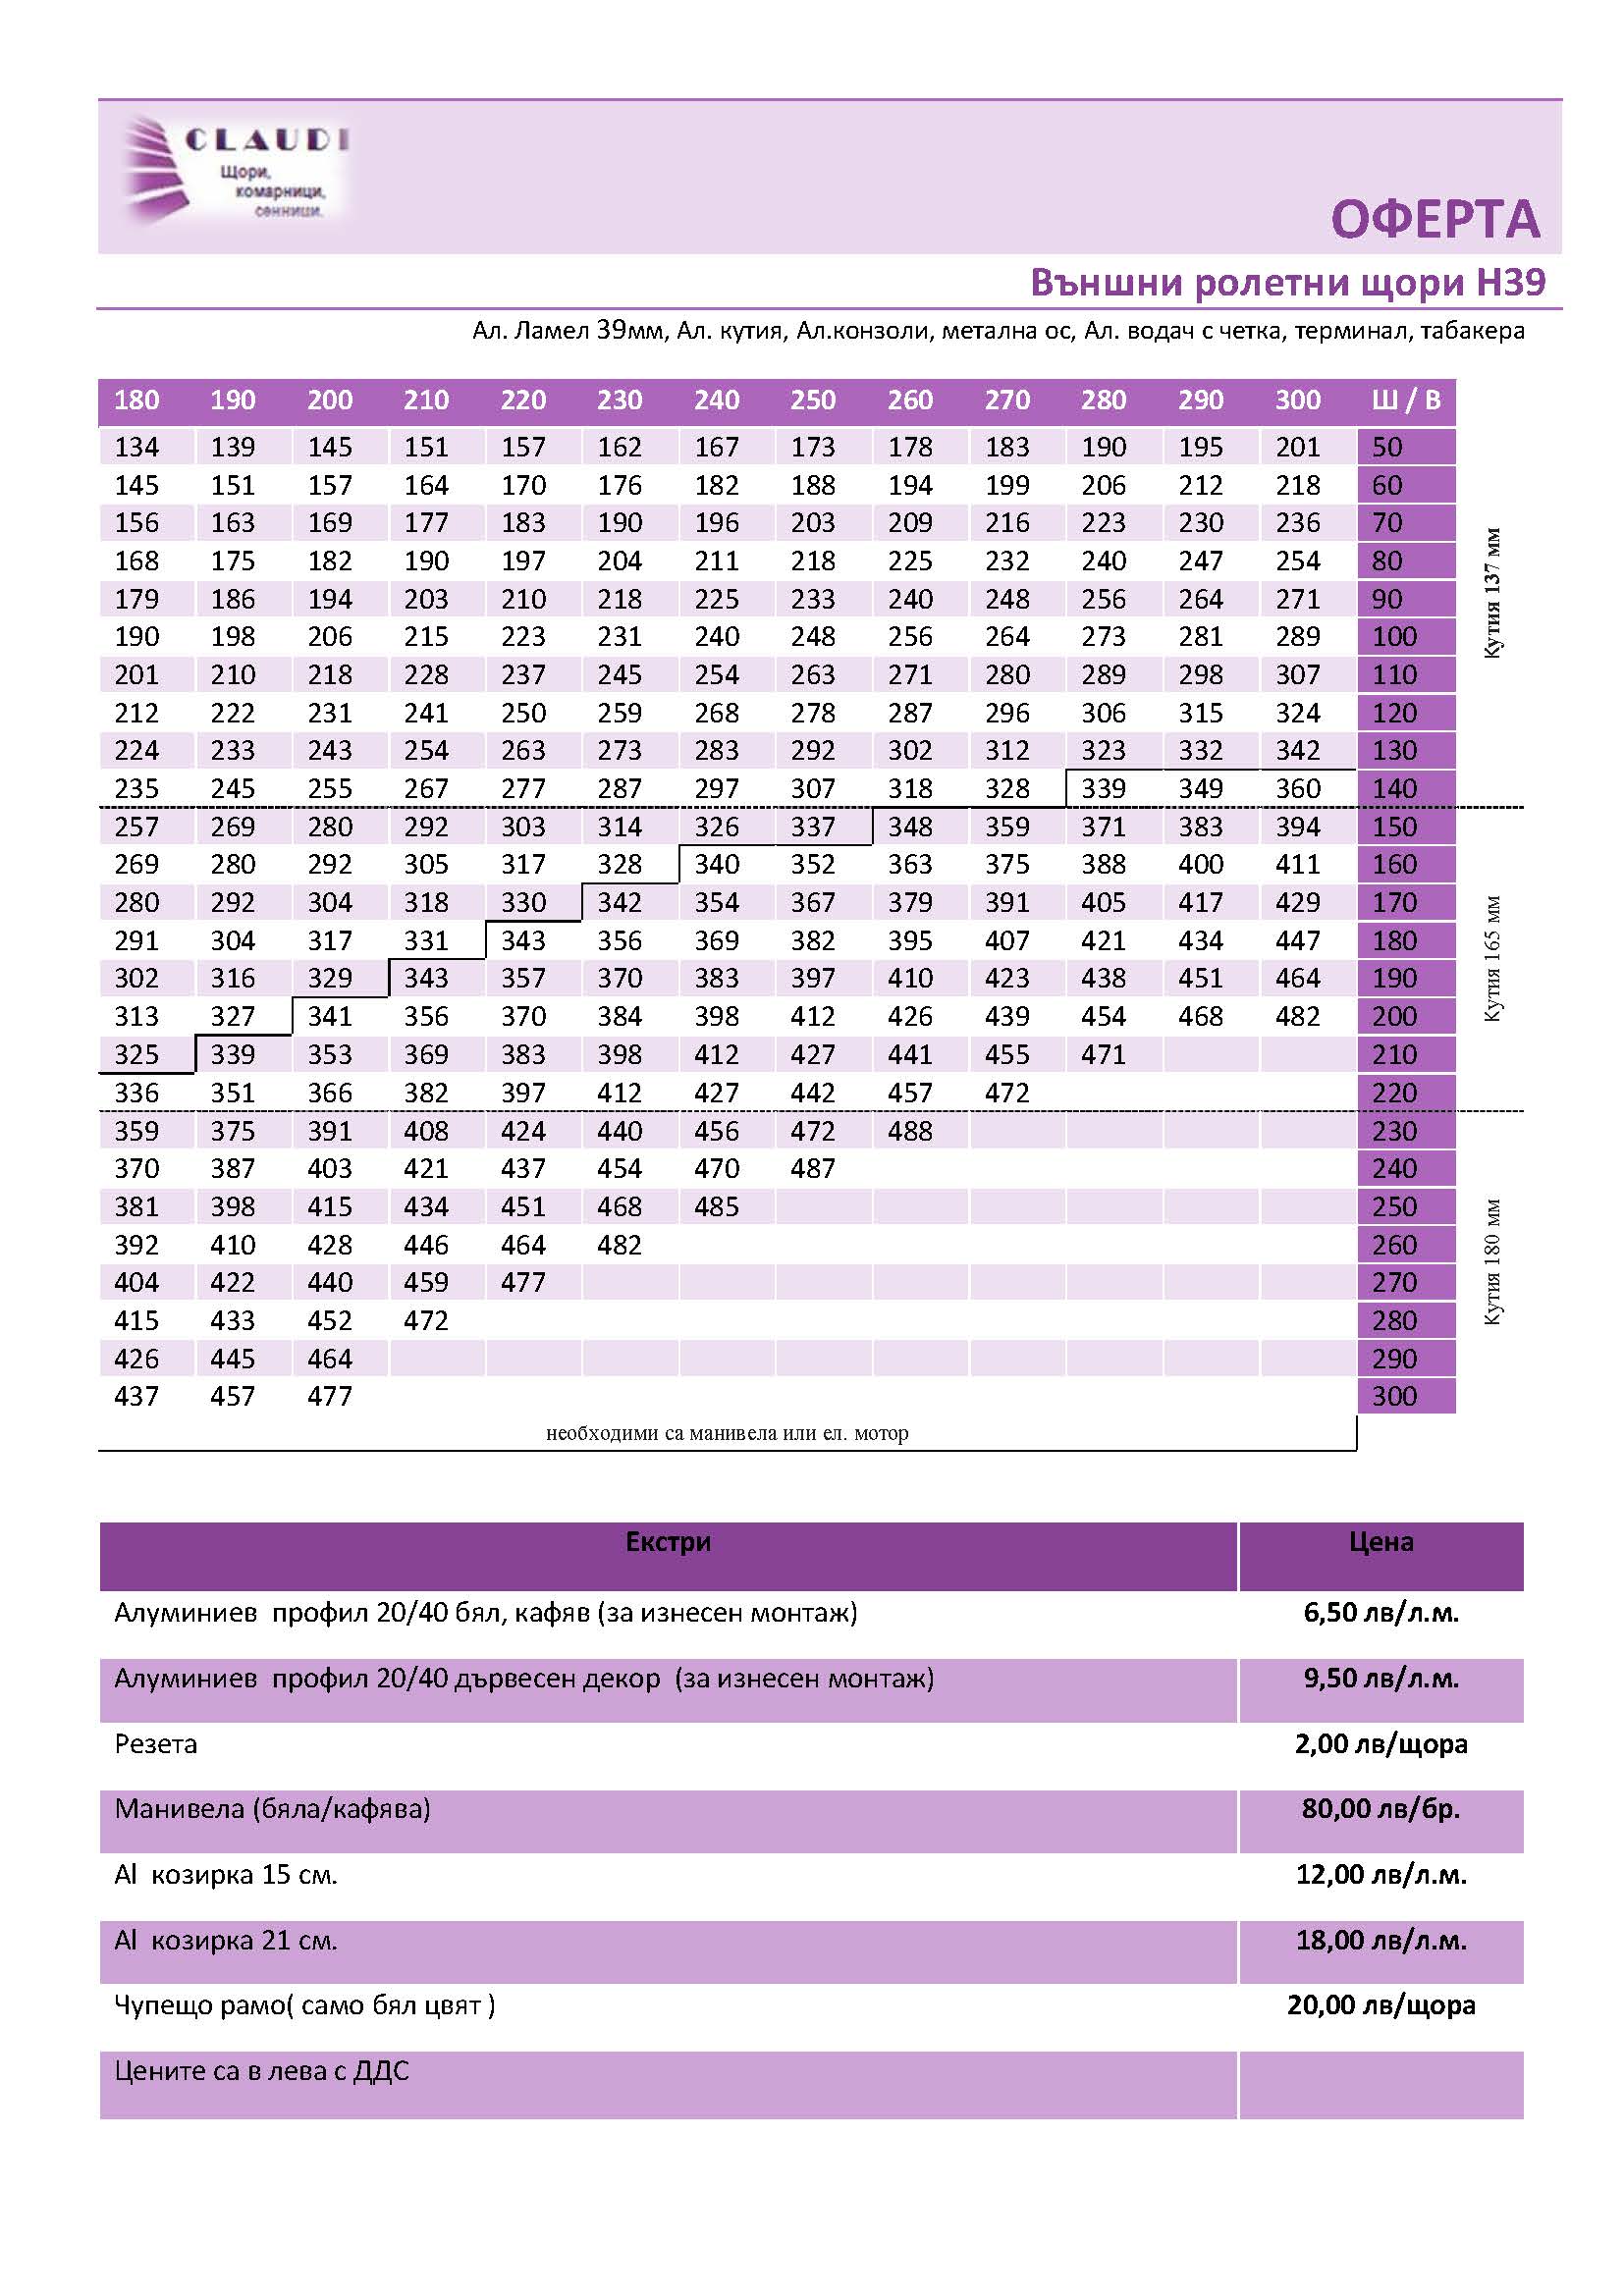 CLAUDI
Щори,
комарници,
сенници.
ОФЕРТА
Външни ролетни щори Н39
Ал. Ламел 39мм, Ал. кутия, Ал.конзоли, метална ос, Ал. водач с четка, терминал, табакера
180 190 200 210 220 230 240 250 260 270 280 290 300 Ш / В
134 139 145 151 157 162 167 173 178 183 190 195 201 50
145 151 157 164 170 176 182 188 194 199 206 212 218 60
156 163 169 177 183 190 196 203 209 216 223 230 236 70
168 175 182 190 197 204 211 218 225 232 240 247 254 80
179 186 194 203 210 218 225 233 240 248 256 264 271 90
190 198 206 215 223 231 240 248 256 264 273 281 289 100
201 210 218 228 237 245 254 263 271 280 289 298 307 110
212 222 231 241 250 259 268 278 287 296 306 315 324 120
224 233 243 254 263 273 283 292 302 312 323 332 342 130
235 245 255 267 277 287 297 307 318 328 339 349 360 140
Кутия 137 мм
257 269 280 292 303 314 326 337 348 359 371 383 394 150
269 280 292 305 317 328 340 352 363 375 388 400 411 160
280 292 304 318 330 342 354 367 379 391 405 417 429 170
291 304 317 331 343 356 369 382 395 407 421 434 447 180
302 316 329 343 357 370 383 397 410 423 438 451 464 190
313 327 341 356 370 384 398 412 426 439 454 468 482 200
325 339 353 369 383 398 412 427 441 455 471 210
336 351 366 382 397 412 427 442 457 472 220
Кутия 165 мм
359 375 391 408 424 440 456 472 488 230
370 387 403 421 437 454 470 487 240
381 398 415 434 451 468 485 250
392 410 428 446 464 482 260
404 422 440 459 477 270
415 433 452 472 280
426 445 464 290
437 457 477 300
Кутия 180 мм
необходими са манивела или ел. мотор
Екстри Цена
Алуминиев профил 20/40 бял, кафяв (за изнесен монтаж) 6,50 лв/л.м.
Алуминиев профил 20/40 дървесен декор (за изнесен монтаж) 9,50 лв/л.м.
Резета 2,00 лв/щора
Манивела (бяла/кафява) 80,00 лв/бр.
Al козирка 15 см. 12,00 лв/л.м.
Al козирка 21 см. 18,00 лв/л.м.
Чупещо рамо( само бял цвят ) 20,00 лв/щора
Цените са в лева с ДДС